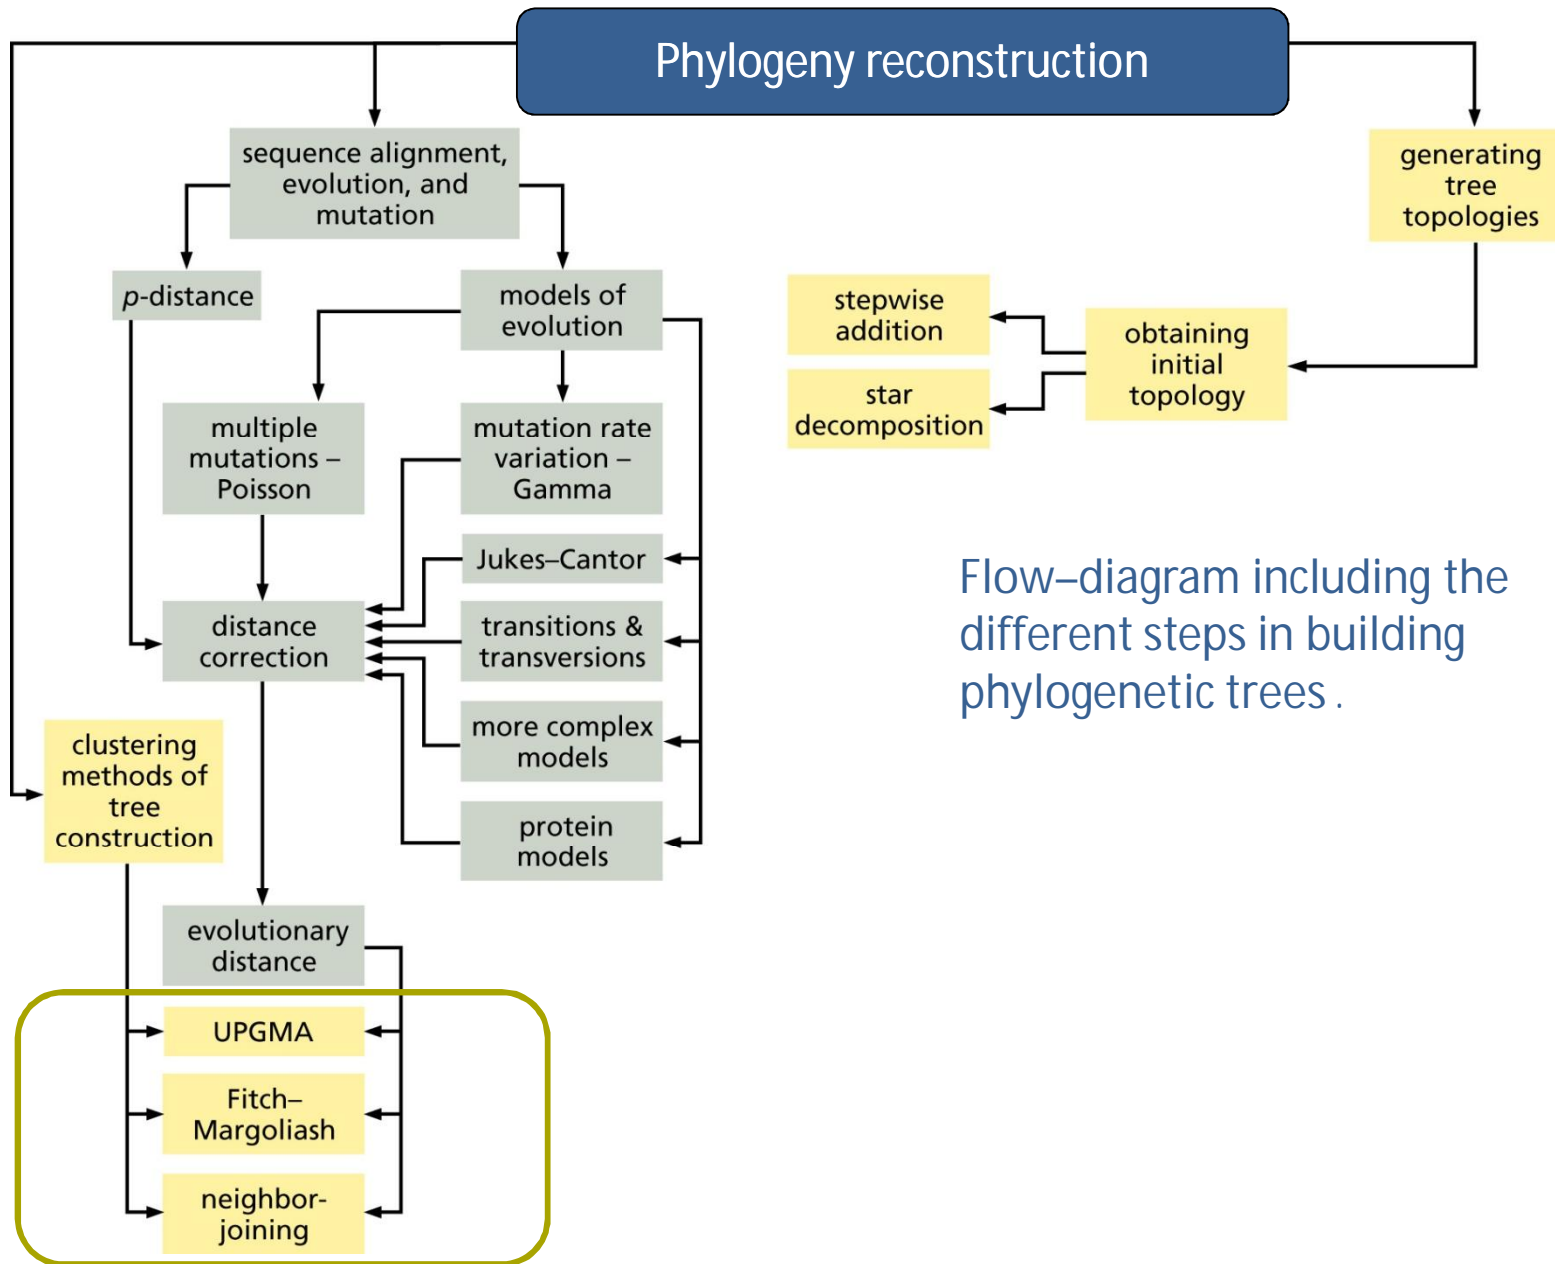 Phylogeny reconstruction
sequence alignment,
evolution, and
mutation
generating
tree
topologies
p-distance
models of
evolution
stepwise
addition
obtaining
initial
topology
star
decomposition
multiple
mutations –
Poisson
mutation rate
variation –
Gamma
Jukes–Cantor
distance
correction
transitions &
transversions
Flow–diagram including the
different steps in building
phylogenetic trees .
more complex
models
clustering
methods of
tree
construction
protein
models
evolutionary
distance
UPGMA
Fitch–
Margoliash
neighbor-
joining